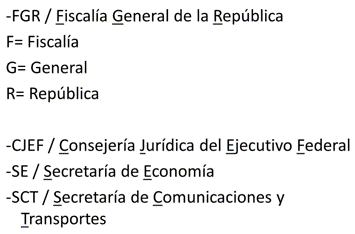 -FGR / Fiscalía General de la República
F= Fiscalía
G= General
R= República
-CJEF / Consejería Jurídica del Ejecutivo Federal
-SE / Secretaría de Economía
-SCT / Secretaría de Comunicaciones y
Transportes